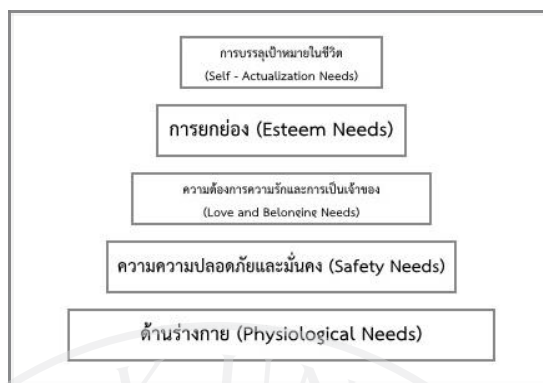 การบรรลุเป้าหมายในชีวิต
(Self - Actualization Needs)
การยกย่อง (Esteem Needs)
ความต้องการความรักและการเป็นเจ้าของ
(Love and Belonging Needs)
ความความปลอดภัยและมั่นคง (Safety Needs)
ด้านร่างกาย (Physiological Needs)